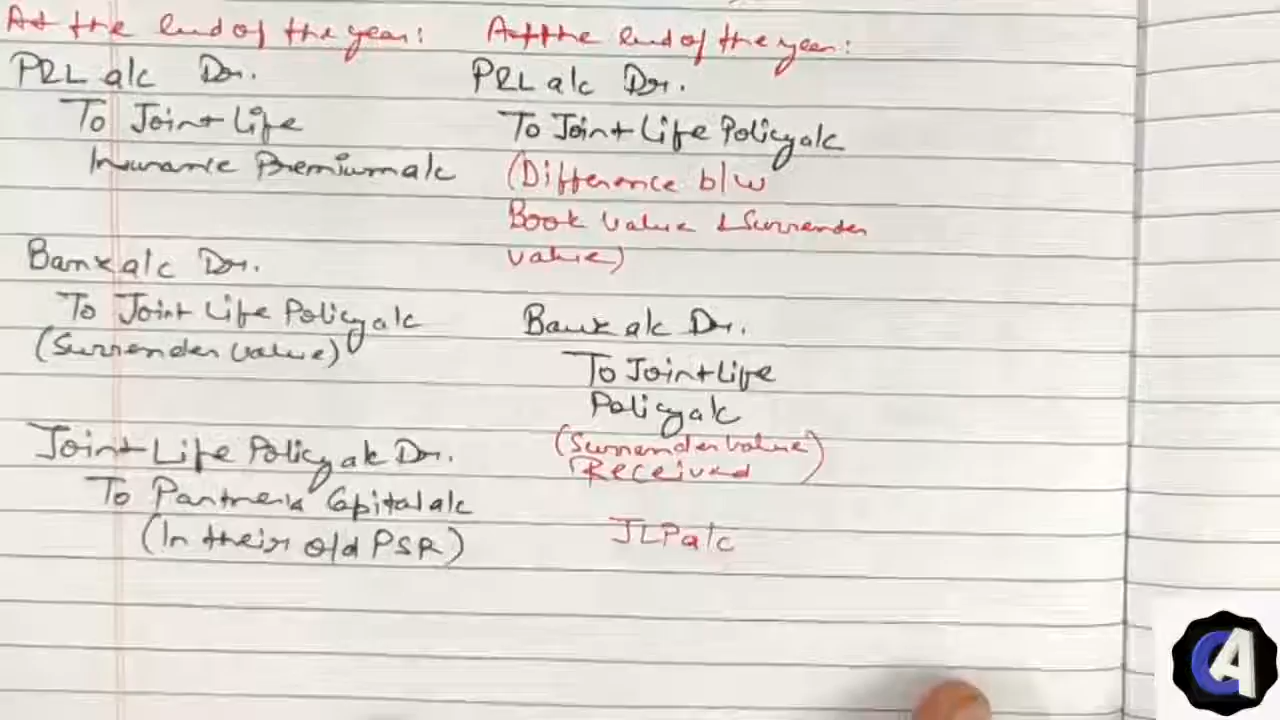 At the end of the year:
P&L a/c Dr.
To Joint Life
Insurance Premium a/c
Bank a/c Dr.
To Joint Life Policy a/c
(Surrender value)
Joint Life Policy a/c Dr.
To Partner's Capital a/c
(In their old PSR)
At the end of the year:
P&L a/c Dr.
To Joint Life Policy a/c
(Difference b/w
Book value & Surrender
value)
Bank a/c Dr.
To Joint Life
Policy a/c
(Surrender value
Received)
JLP a/c
CA